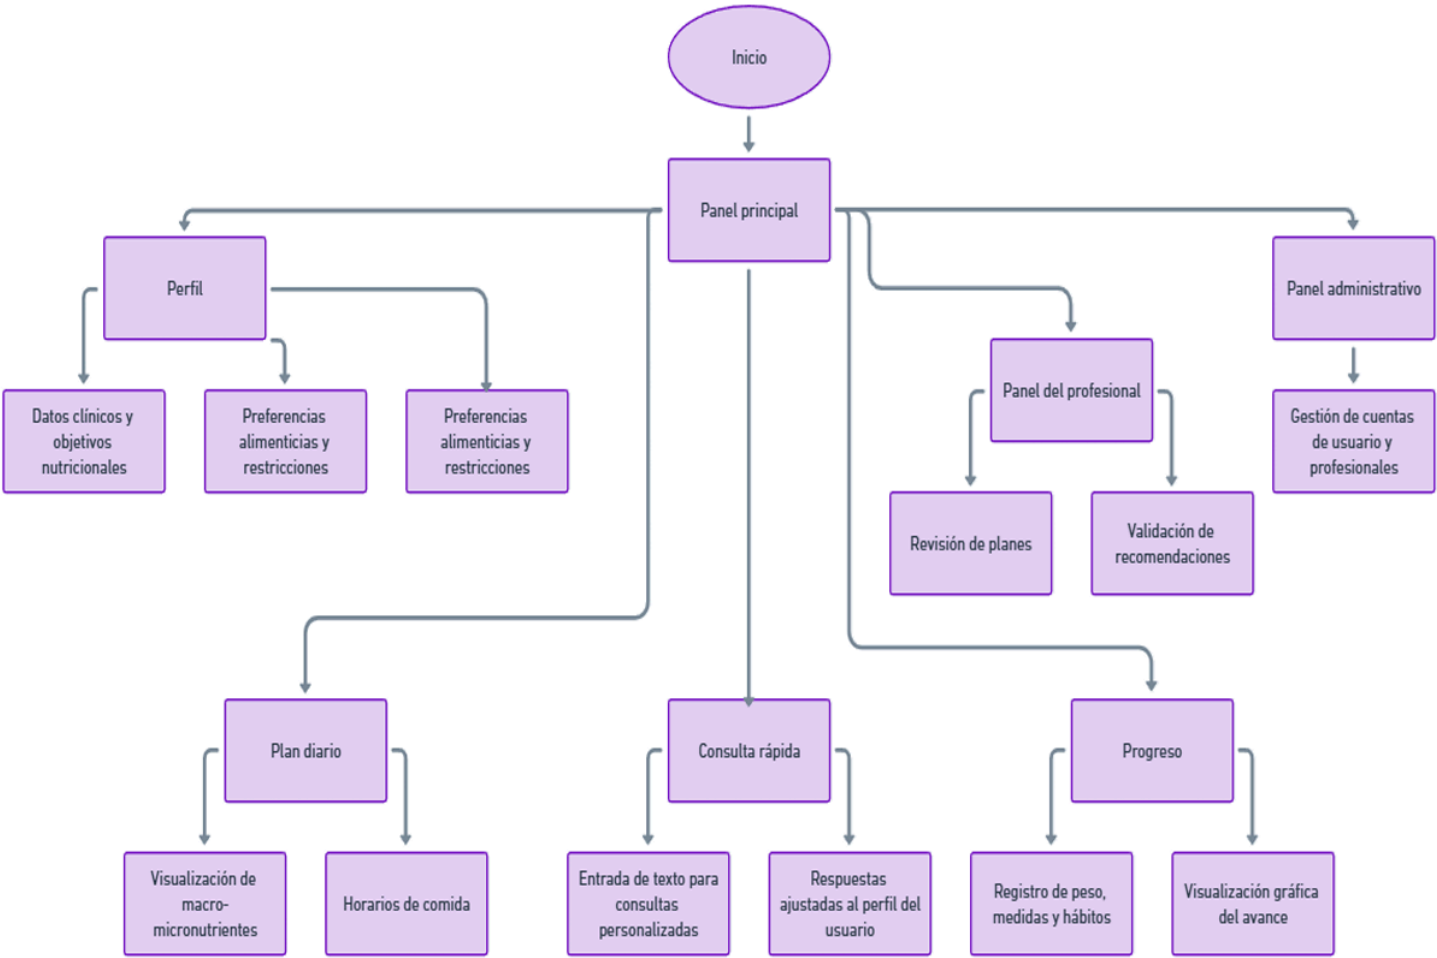 Inicio
Panel principal
Perfil
Panel administrativo
Datos clínicos y
objetivos
nutricionales
Preferencias
alimenticias y
restricciones
Preferencias
alimenticias y
restricciones
Panel del profesional
Gestión de cuentas
de usuario y
profesionales
Revisión de planes
Validación de
recomendaciones
Plan diario
Consulta rápida
Progreso
Visualización de
macro-
micronutrientes
Horarios de comida
Entrada de texto para
consultas
personalizadas
Respuestas
ajustadas al perfil del
usuario
Registro de peso,
medidas y hábitos
Visualización gráfica
del avance